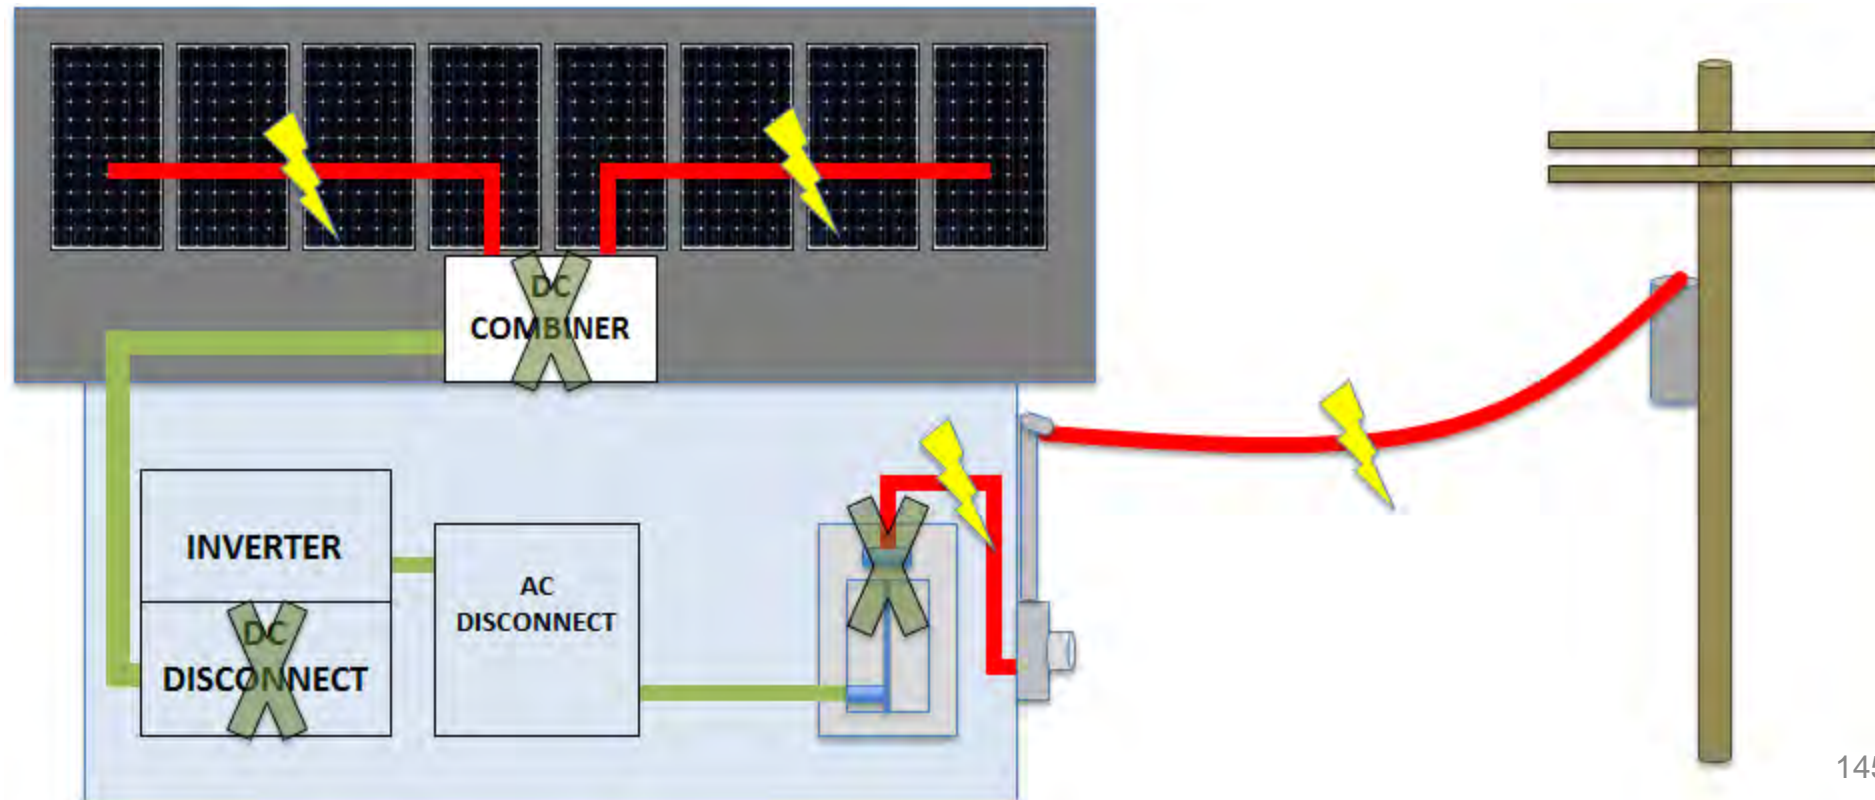 DC
COMBINER
INVERTER
DC
DISCONNECT
AC
DISCONNECT
145